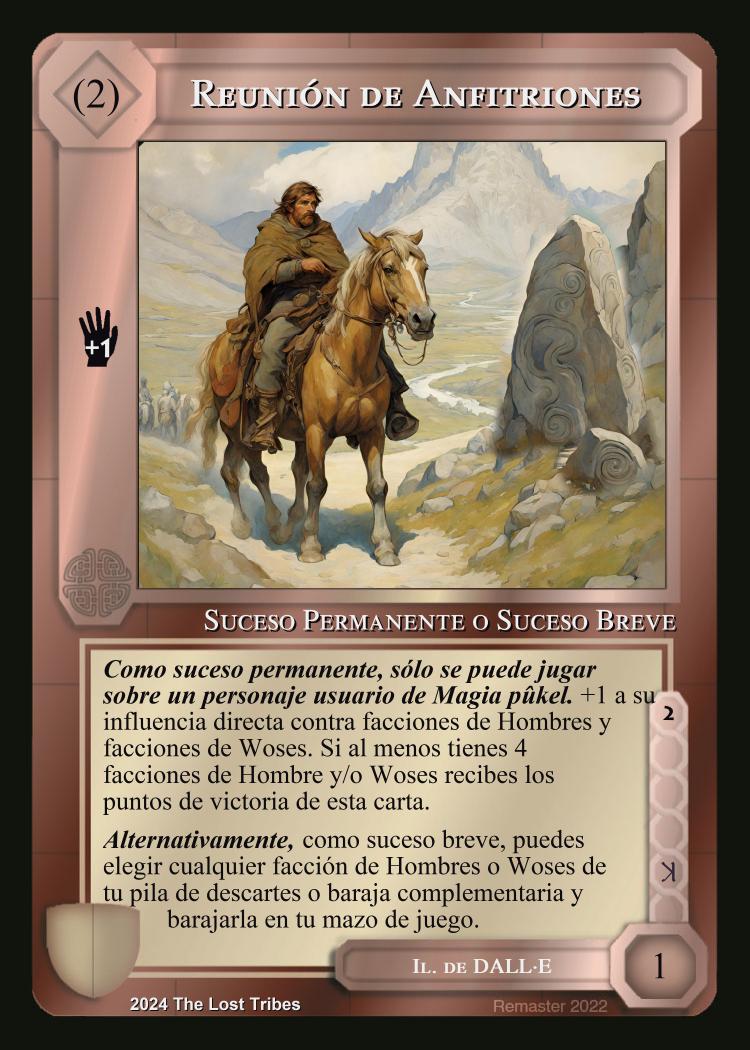 (2)
Reunión de Anfitriones
+1
Suceso Permanente o Suceso Breve
Como suceso permanente, sólo se puede jugar
sobre un personaje usuario de Magia pûkel. +1 a su
influencia directa contra facciones de Hombres y
facciones de Woses. Si al menos tienes 4
facciones de Hombre y/o Woses recibes los
puntos de victoria de esta carta.
Alternativamente, como suceso breve, puedes
elegir cualquier facción de Hombres o Woses de
tu pila de descartes o baraja complementaria y
barajarla en tu mazo de juego.
2
Il. de DALL·E
1
2024 The Lost Tribes
Remaster 2022